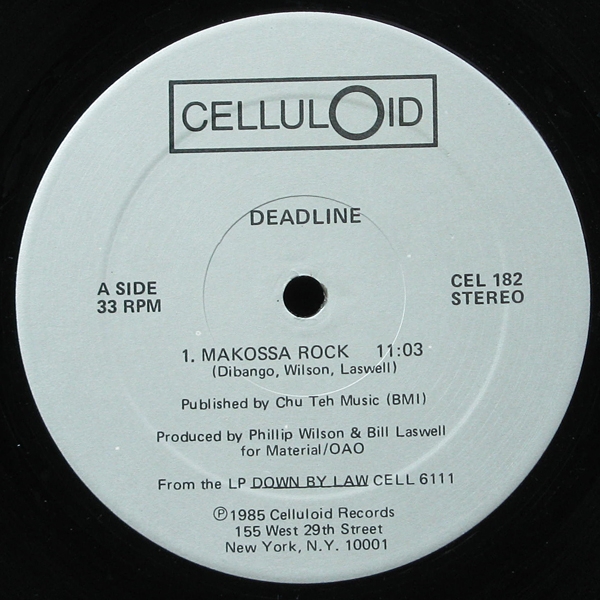 CELLULOID
DEADLINE
A SIDE
33 RPM
CEL 182
STEREO
1. MAKOSSA ROCK 11:03
(Dibango, Wilson, Laswell)
Published by Chu Teh Music (BMI)
Produced by Phillip Wilson & Bill Laswell
for Material/OAO
From the LP DOWN BY LAW CELL 6111
Ⓟ1985 Celluloid Records
155 West 29th Street
New York, N.Y. 10001